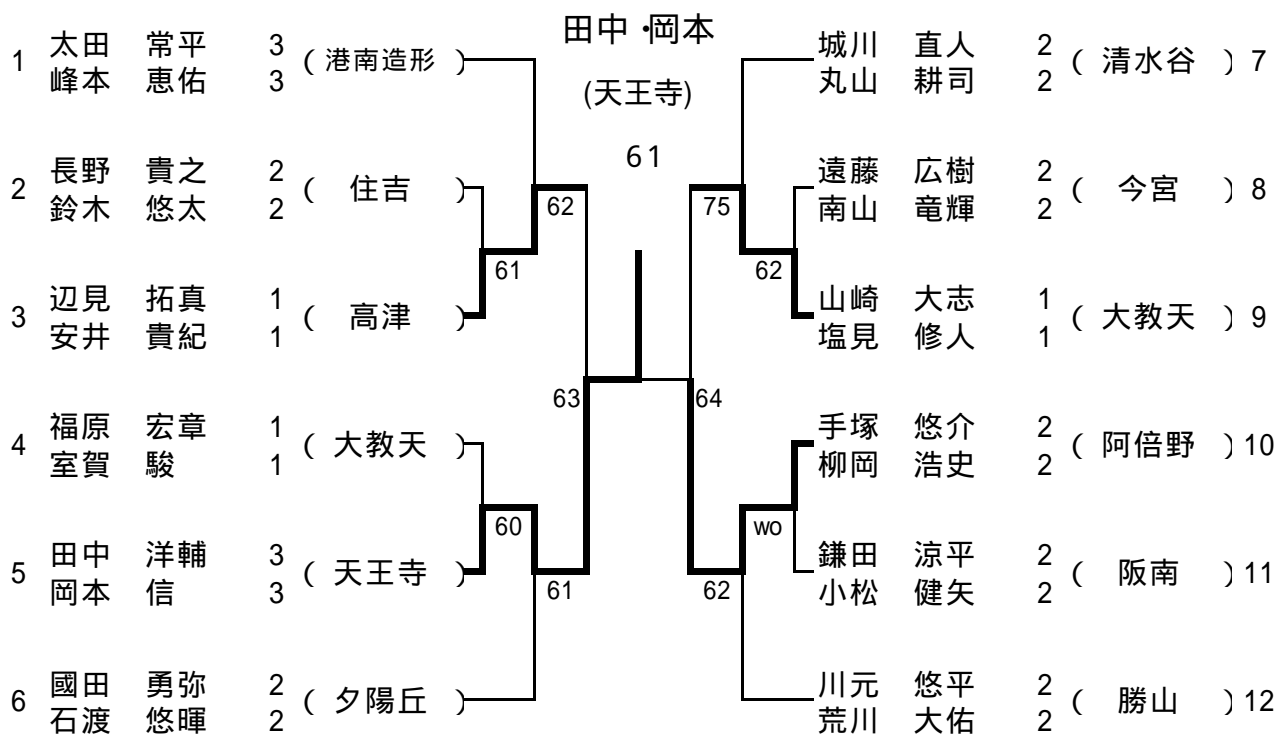 田中・岡本
(天王寺)
61
1 太田 常平 3 ( 港南造形 )
峰本 恵佑 3
2 長野 貴之 2 ( 住吉 )
鈴木 悠太 2
3 辺見 拓真 1 ( 高津 )
安井 貴紀 1
4 福原 宏章 1 ( 大教天 )
室賀 駿 1
5 田中 洋輔 3 ( 天王寺 )
岡本 信 3
6 國田 勇弥 2 ( 夕陽丘 )
石渡 悠暉 2
62
61
63
60
61
75
62
64
wo
62
城川 直人 2 ( 清水谷 ) 7
丸山 耕司 2
遠藤 広樹 2 ( 今宮 ) 8
南山 竜輝 2
山崎 大志 1 ( 大教天 ) 9
塩見 修人 1
手塚 悠介 2 ( 阿倍野 ) 10
柳岡 浩史 2
鎌田 涼平 2 ( 阪南 ) 11
小松 健矢 2
川元 悠平 2 ( 勝山 ) 12
荒川 大佑 2